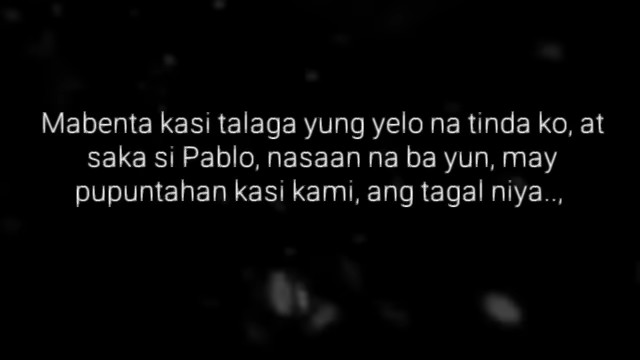 Mabenta kasi talaga yung yelo na tinda ko, at
saka si Pablo, nasaan na ba yun, may
pupuntahan kasi kami, ang tagal niya..,